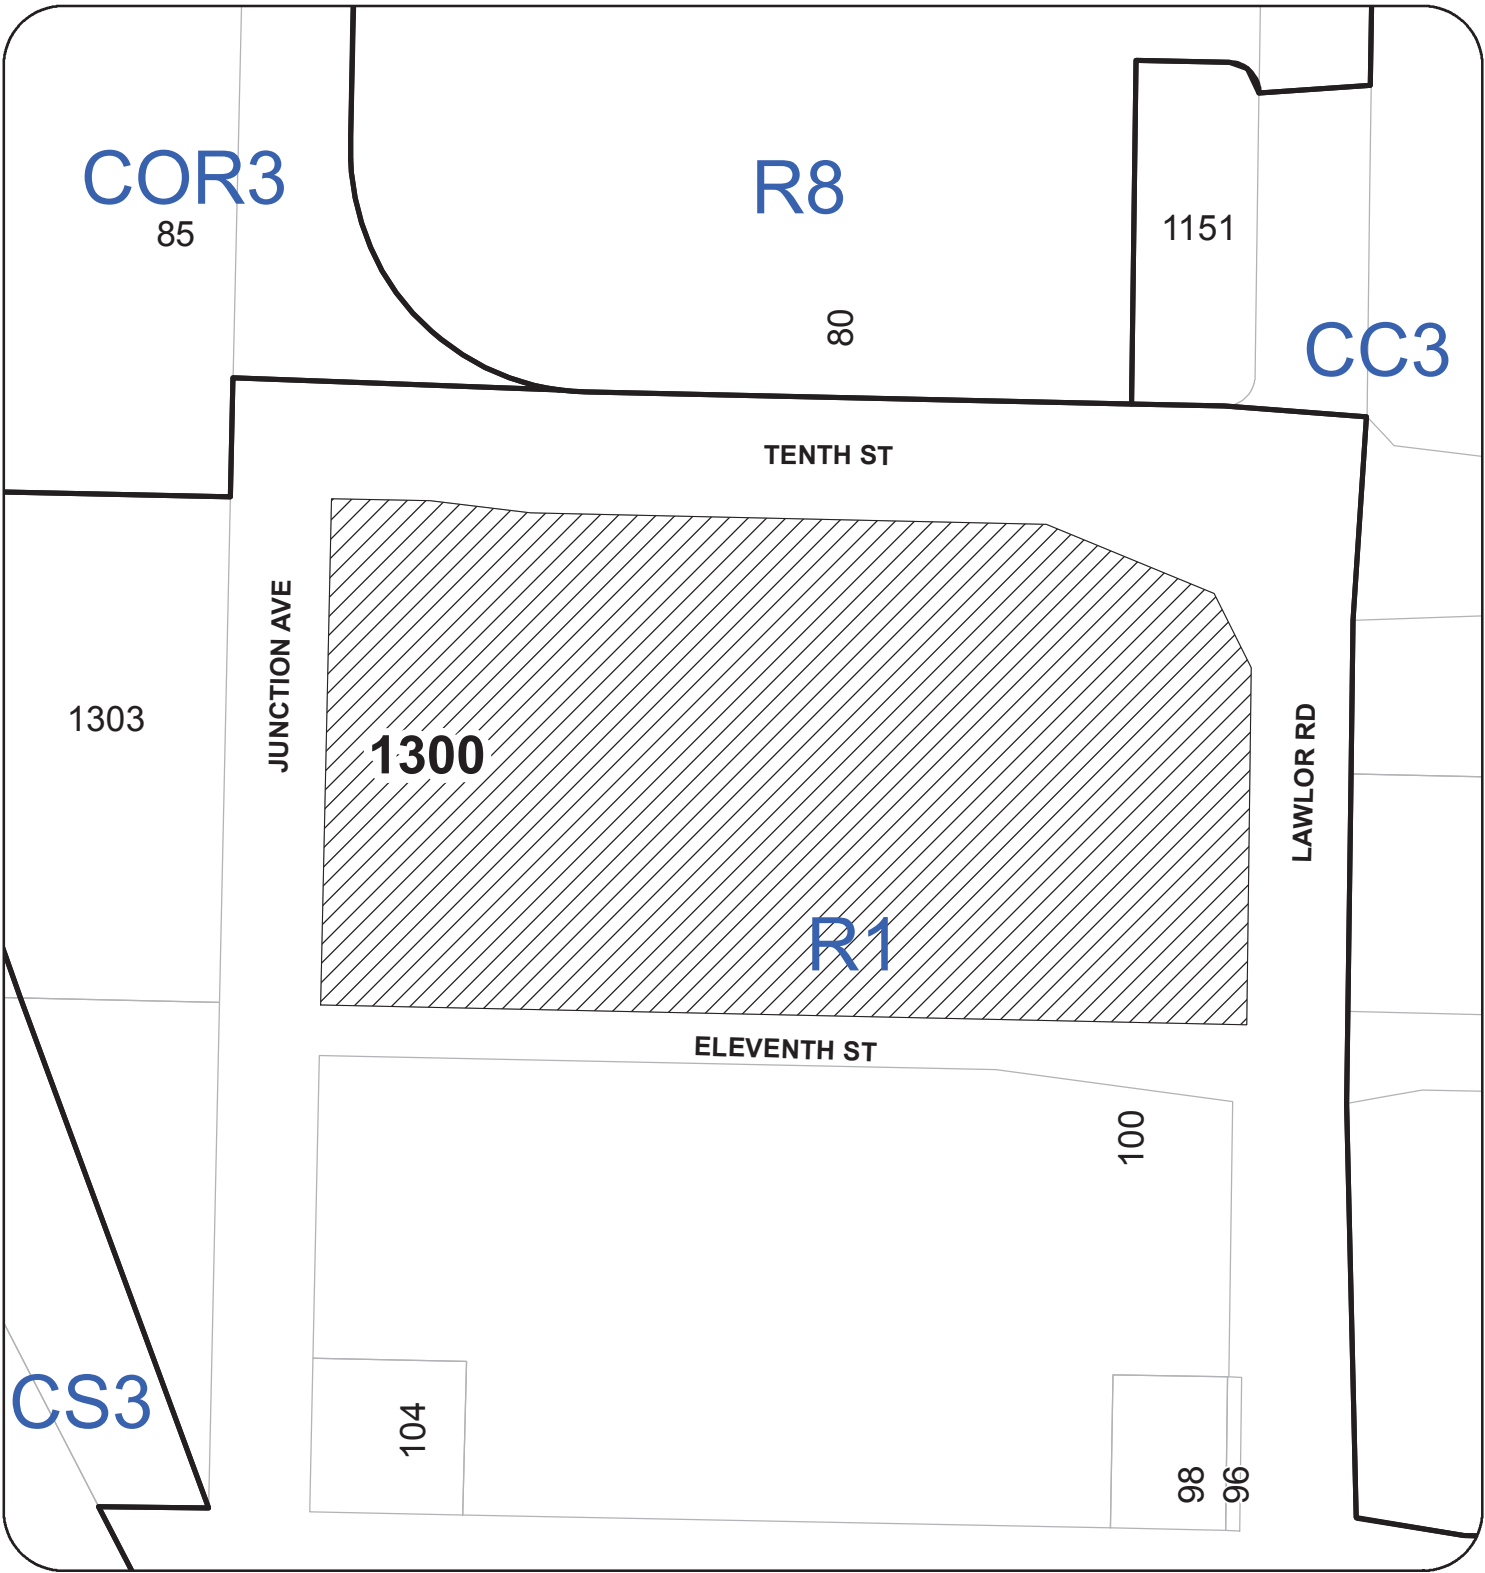 COR3
85
R8
1151
80
CC3
TENTH ST
JUNCTION AVE
1303
1300
LAWLOR RD
R1
ELEVENTH ST
100
CS3
104
98
96